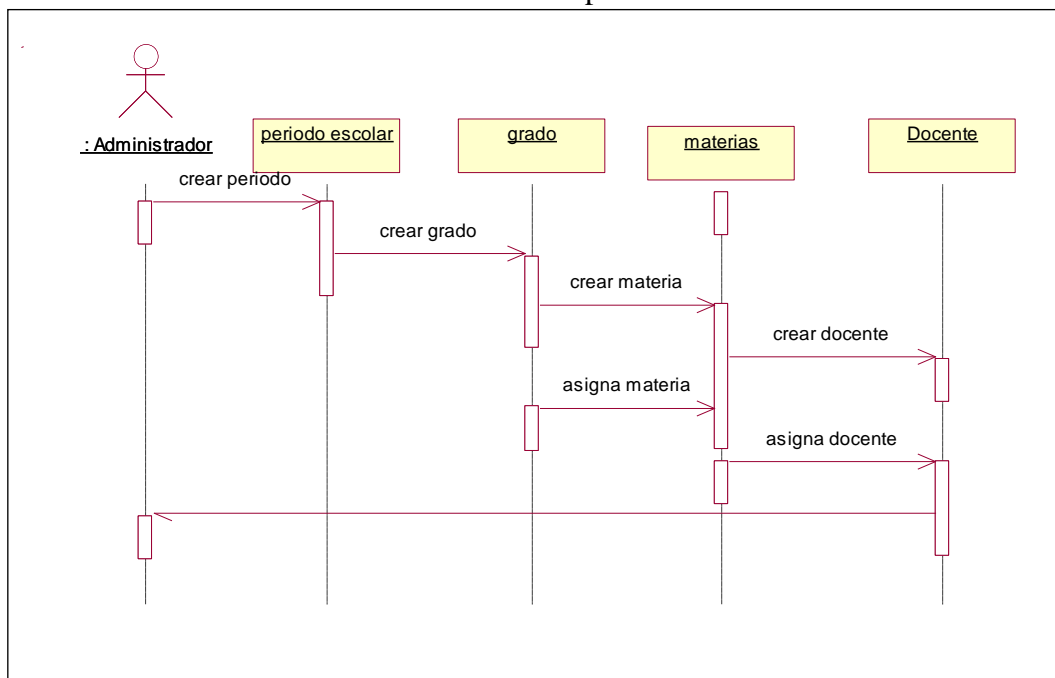 : Administrador
periodo escolar
grado
materias
Docente
crear periodo
crear grado
crear materia
crear docente
asigna materia
asigna docente